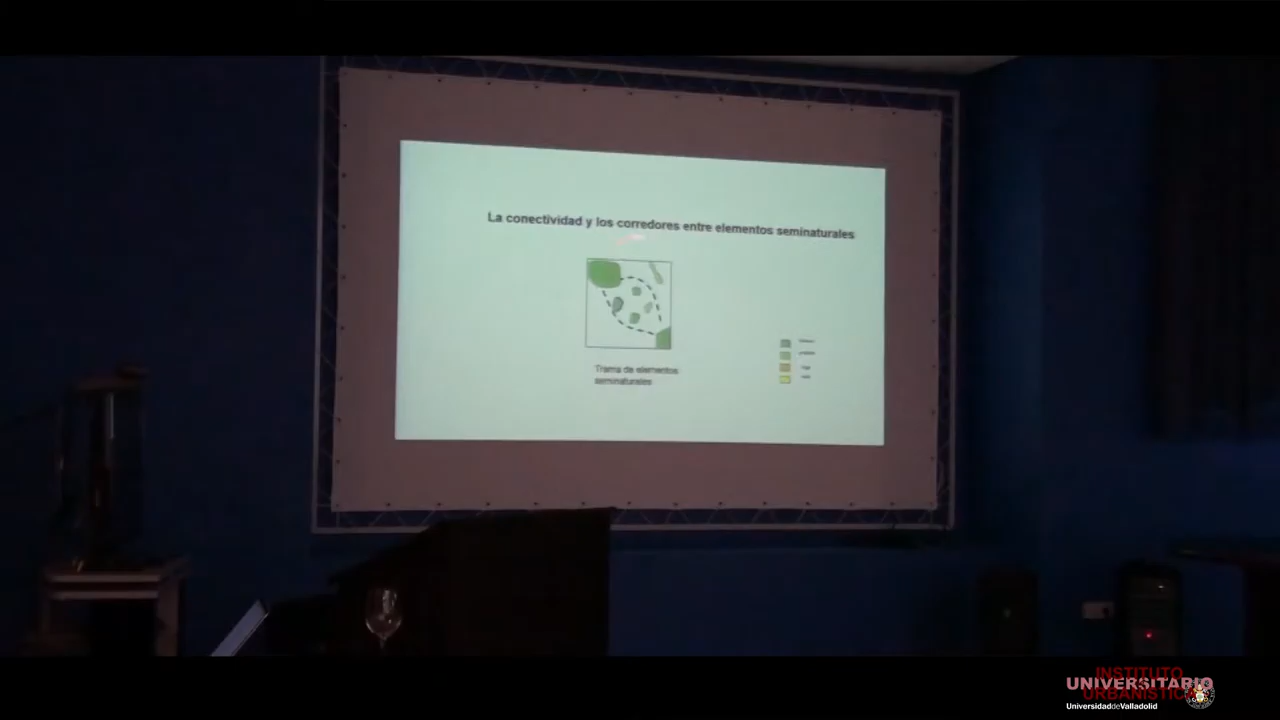 La conectividad y los corredores entre elementos seminaturales
Trama de elementos
seminaturales
INSTITUTO
UNIVERSITARIO
URBANÍSTICA
UniversidaddeValladolid